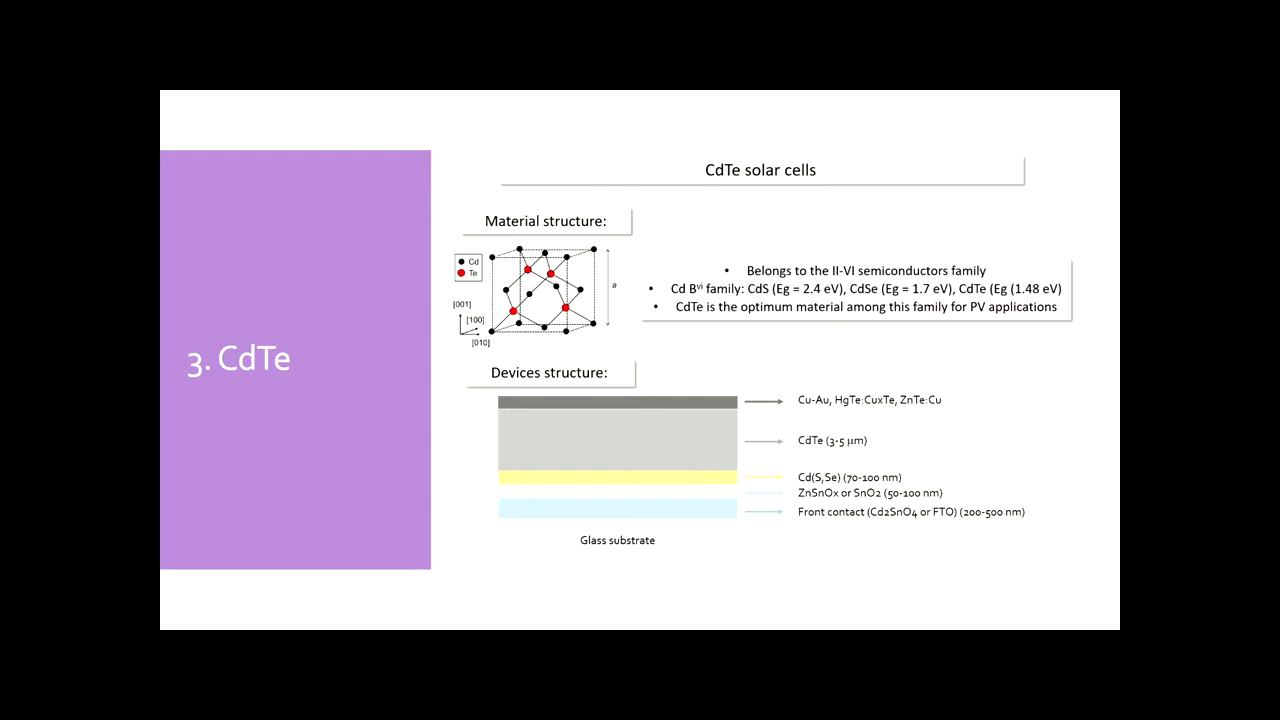 CdTe solar cells
Material structure:
Cd
Te
a
[001]
[100]
[010]
• Belongs to the II-VI semiconductors family
• Cd Bᵛⁱ family: CdS (Eg = 2.4 eV), CdSe (Eg = 1.7 eV), CdTe (Eg (1.48 eV)
• CdTe is the optimum material among this family for PV applications
3. CdTe
Devices structure:
Cu-Au, HgTe:CuxTe, ZnTe:Cu
CdTe (3-5 µm)
Cd(S,Se) (70-100 nm)
ZnSnOx or SnO2 (50-100 nm)
Front contact (Cd2SnO4 or FTO) (200-500 nm)
Glass substrate